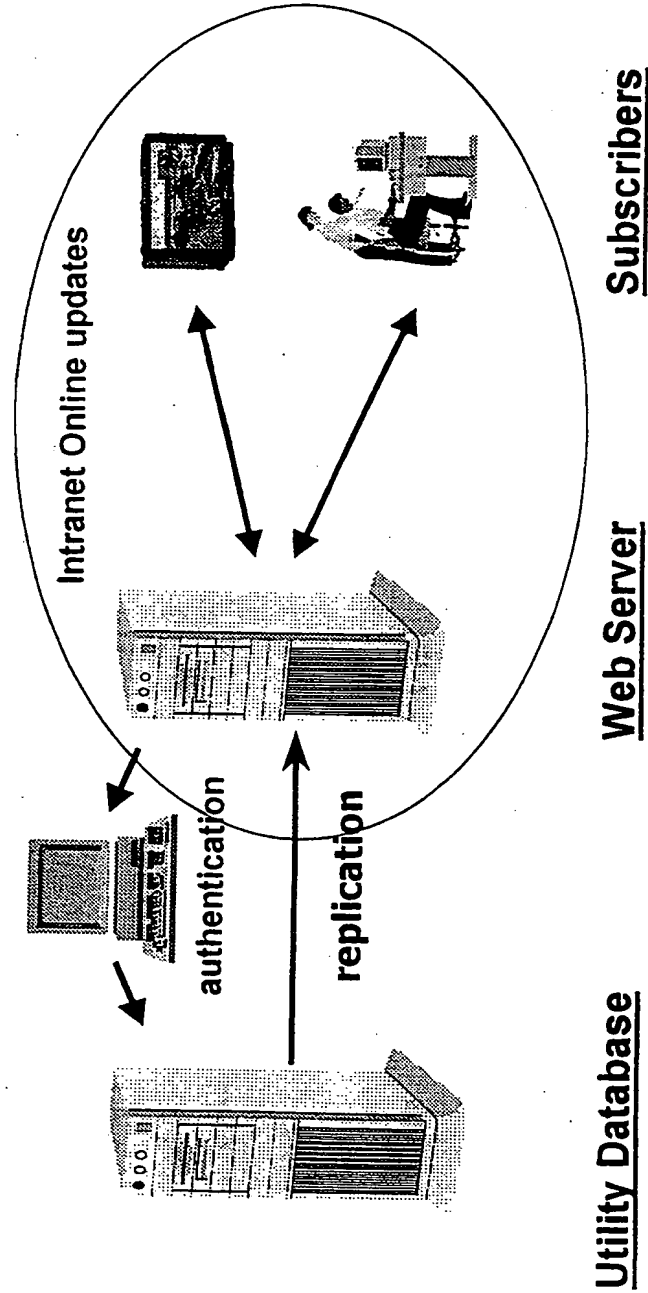 Intranet Online updates
authentication
replication
Utility Database
Web Server
Subscribers